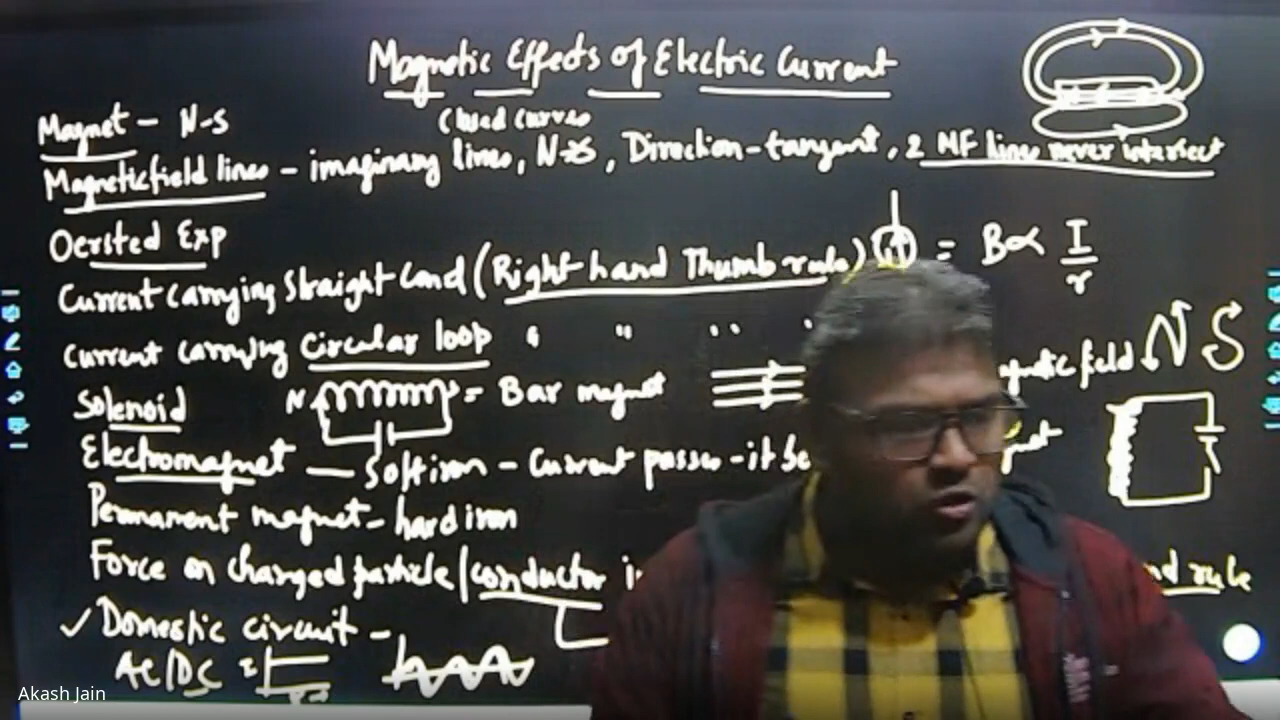 Magnetic Effects of Electric Current
Magnet - N-S
closed curves
Magnetic field lines - imaginary lines, N→S, Direction - tangent, 2 MF lines never intersect
Oersted Exp
Current carrying straight cond (Right hand Thumb rule) = B∝ I/r
Current carrying circular loop " " " N S
Solenoid N = Bar magnet field
Electromagnet - Soft iron - Current passes - it
Permanent magnet - hard iron
Force on charged particle/conductor rule
✓ Domestic circuit -
AC/DC =
Akash Jain